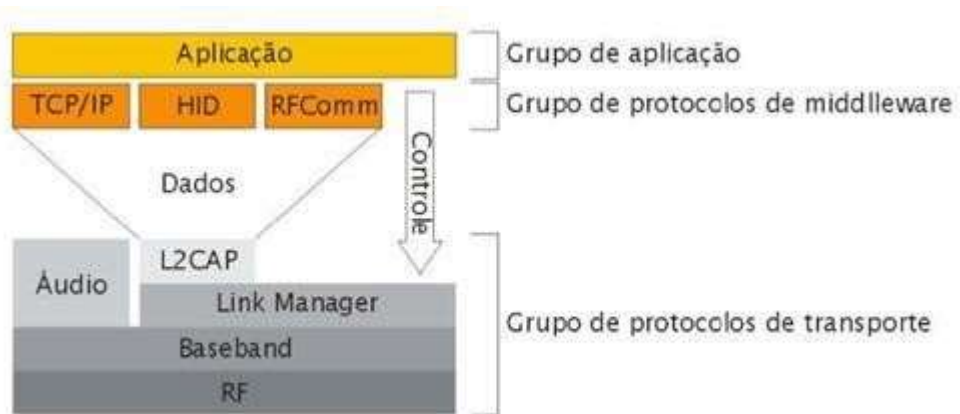 Aplicação
Grupo de aplicação
TCP/IP
HID
RFComm
Grupo de protocolos de middlleware
Controle
Dados
L2CAP
Áudio
Link Manager
Grupo de protocolos de transporte
Baseband
RF